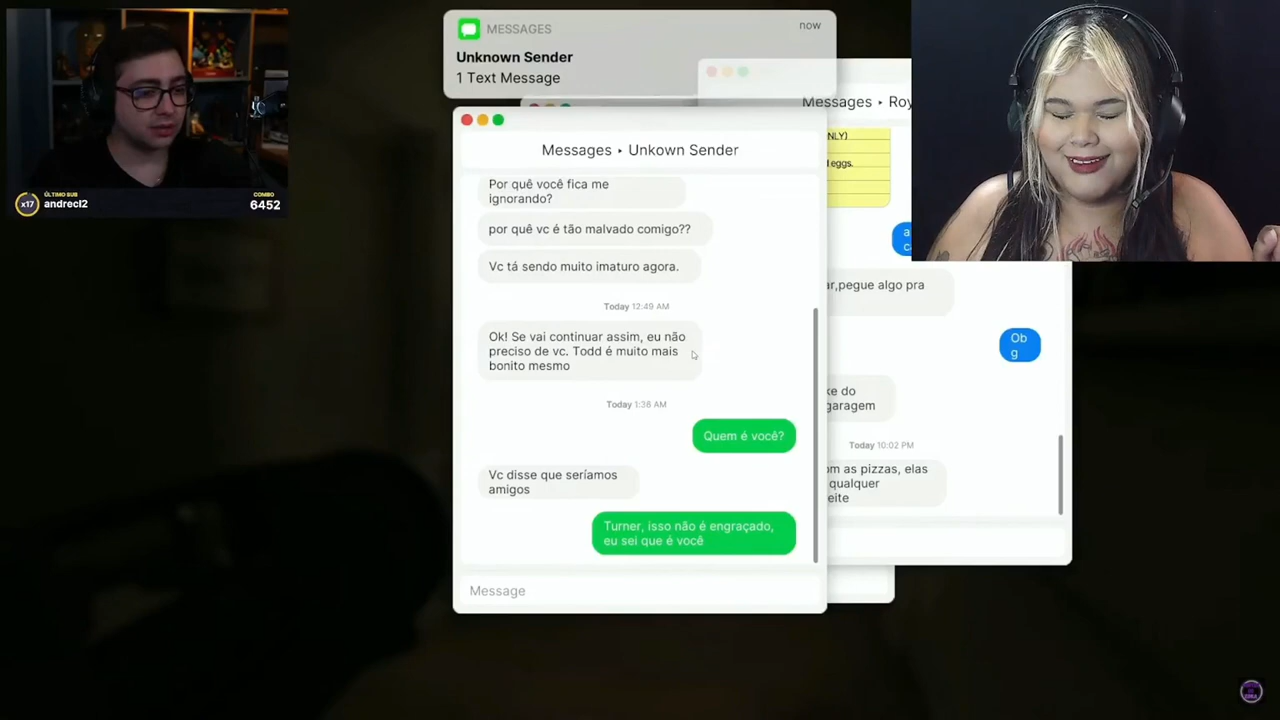 MESSAGES
now
Unknown Sender
1 Text Message
Messages ▸ Roy
Messages ▸ Unkown Sender
Por quê você fica me
ignorando?
por quê vc é tão malvado comigo??
Vc tá sendo muito imaturo agora.
Today 12:49 AM
Ok! Se vai continuar assim, eu não
preciso de vc. Todd é muito mais
bonito mesmo
Today 1:36 AM
Quem é você?
Vc disse que seríamos
amigos
Turner, isso não é engraçado,
eu sei que é você
Message
NLY)
d eggs.
ar,pegue algo pra
Ob
g
ke do
garagem
Today 10:02 PM
om as pizzas, elas
qualquer
eite
x17
ÚLTIMO SUB
andrecl2
COMBO
6452